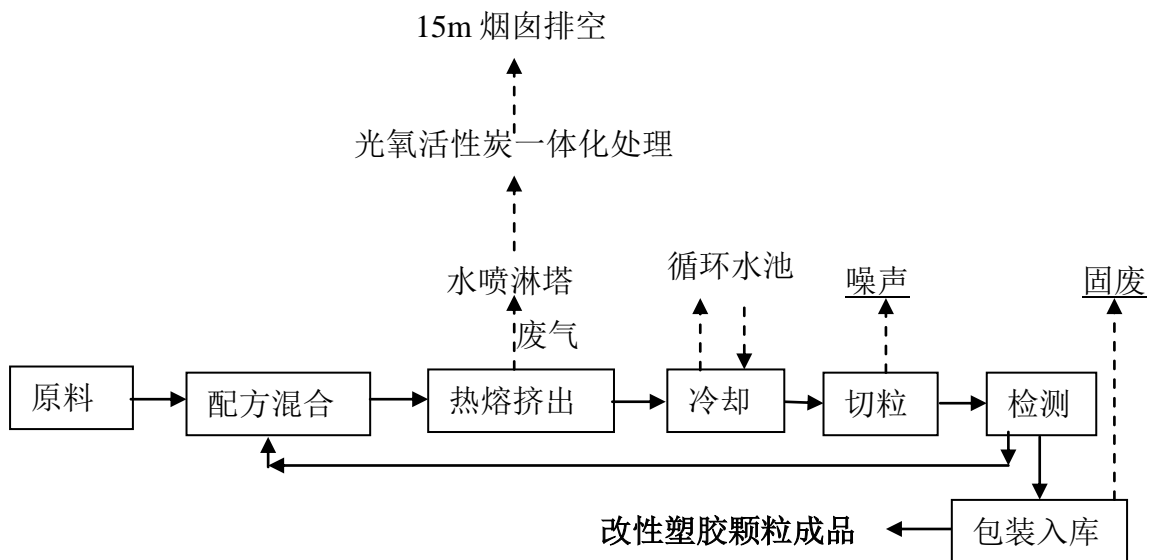 15m 烟囱排空
光氧活性炭一体化处理
水喷淋塔
循环水池
噪声
固废
废气
原料
配方混合
热熔挤出
冷却
切粒
检测
改性塑胶颗粒成品
包装入库